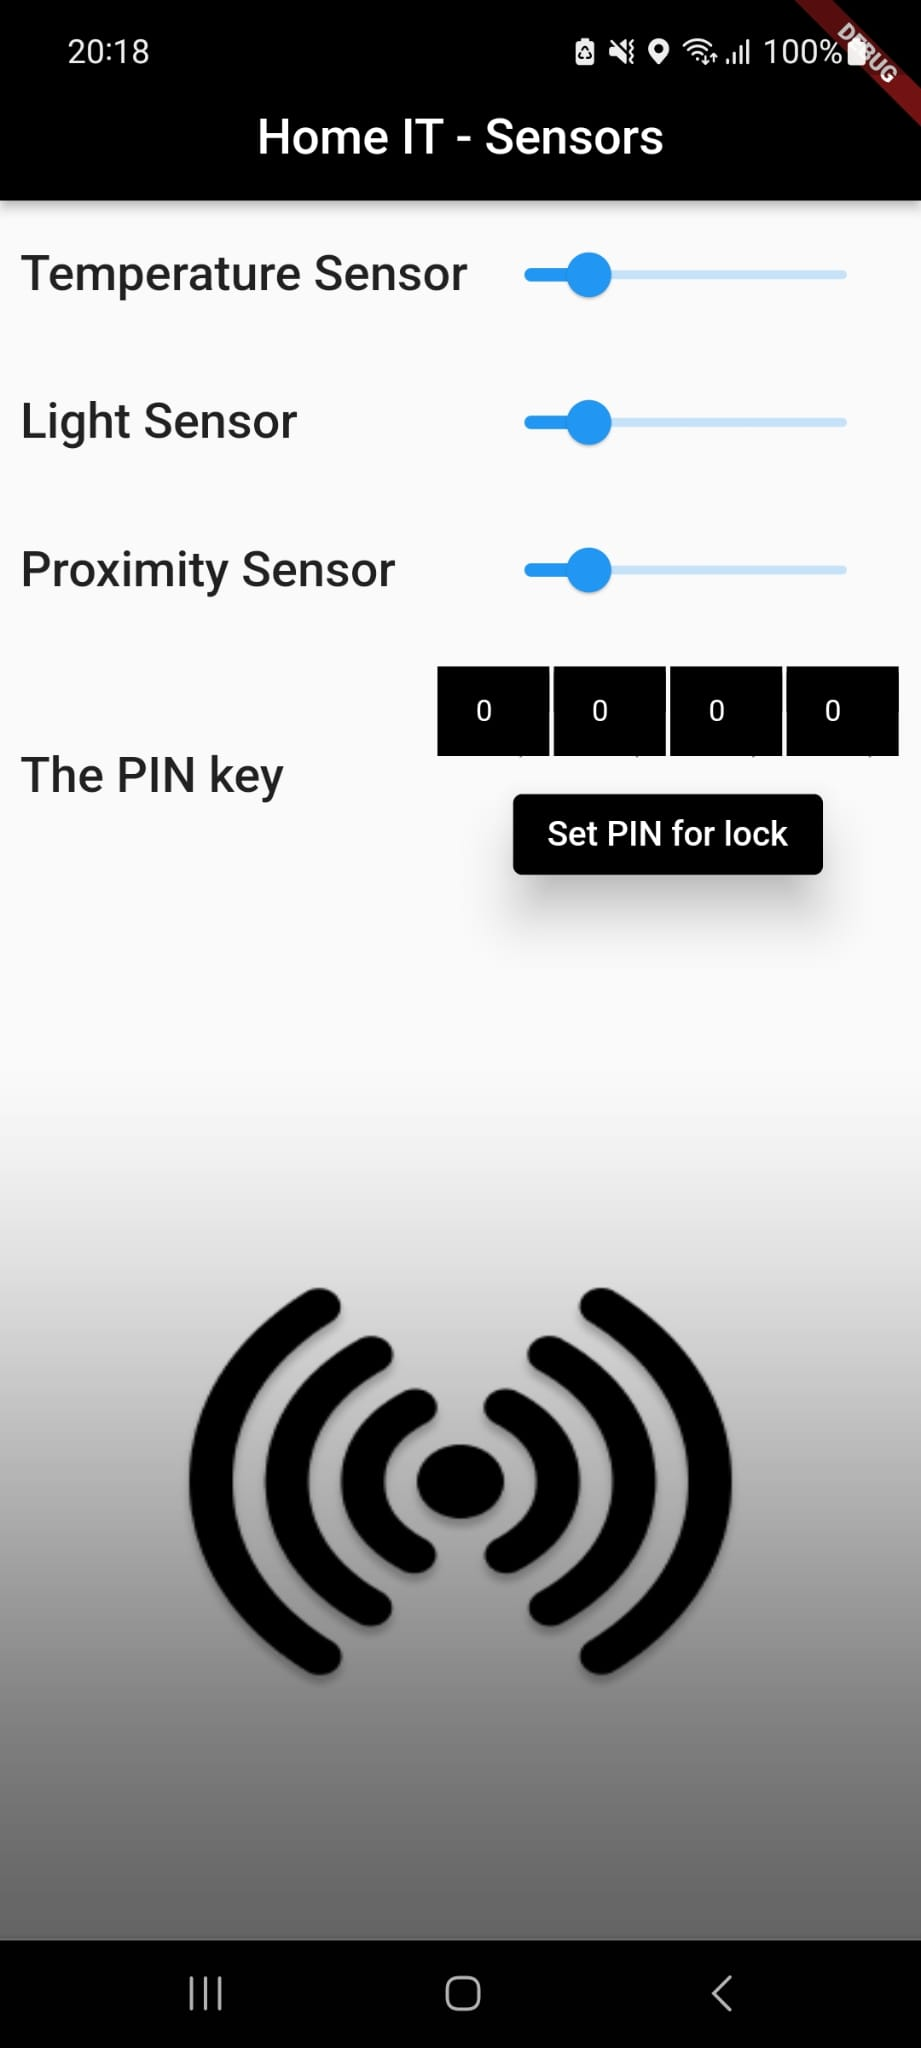 20:18
100%
DEBUG
Home IT - Sensors
Temperature Sensor
Light Sensor
Proximity Sensor
0 0 0 0
The PIN key
Set PIN for lock